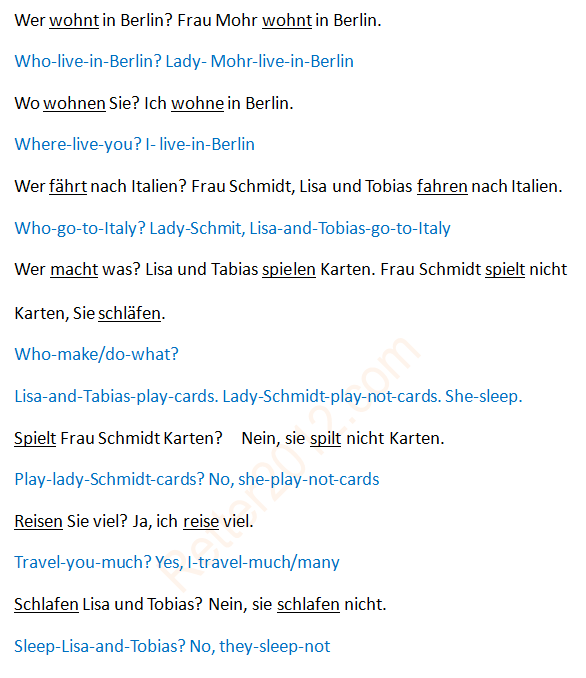 Wer wohnt in Berlin? Frau Mohr wohnt in Berlin.
Who-live-in-Berlin? Lady- Mohr-live-in-Berlin
Wo wohnen Sie? Ich wohne in Berlin.
Where-live-you? I- live-in-Berlin
Wer fährt nach Italien? Frau Schmidt, Lisa und Tobias fahren nach Italien.
Who-go-to-Italy? Lady-Schmit, Lisa-and-Tobias-go-to-Italy
Wer macht was? Lisa und Tabias spielen Karten. Frau Schmidt spielt nicht
Karten, Sie schläfen.
Who-make/do-what?
Lisa-and-Tabias-play-cards. Lady-Schmidt-play-not-cards. She-sleep.
Spielt Frau Schmidt Karten? Nein, sie spilt nicht Karten.
Play-lady-Schmidt-cards? No, she-play-not-cards
Reisen Sie viel? Ja, ich reise viel.
Travel-you-much? Yes, I-travel-much/many
Schlafen Lisa und Tobias? Nein, sie schlafen nicht.
Sleep-Lisa-and-Tobias? No, they-sleep-not
Retter2012.com